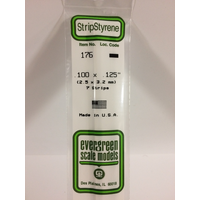 StripStyrene
Item No. Loc. Code
176
.100 x .125"
(2.5 x 3.2 mm)
7 Strips
Made in U.S.A.
evergreen
scale models
Des Plaines, IL 60018